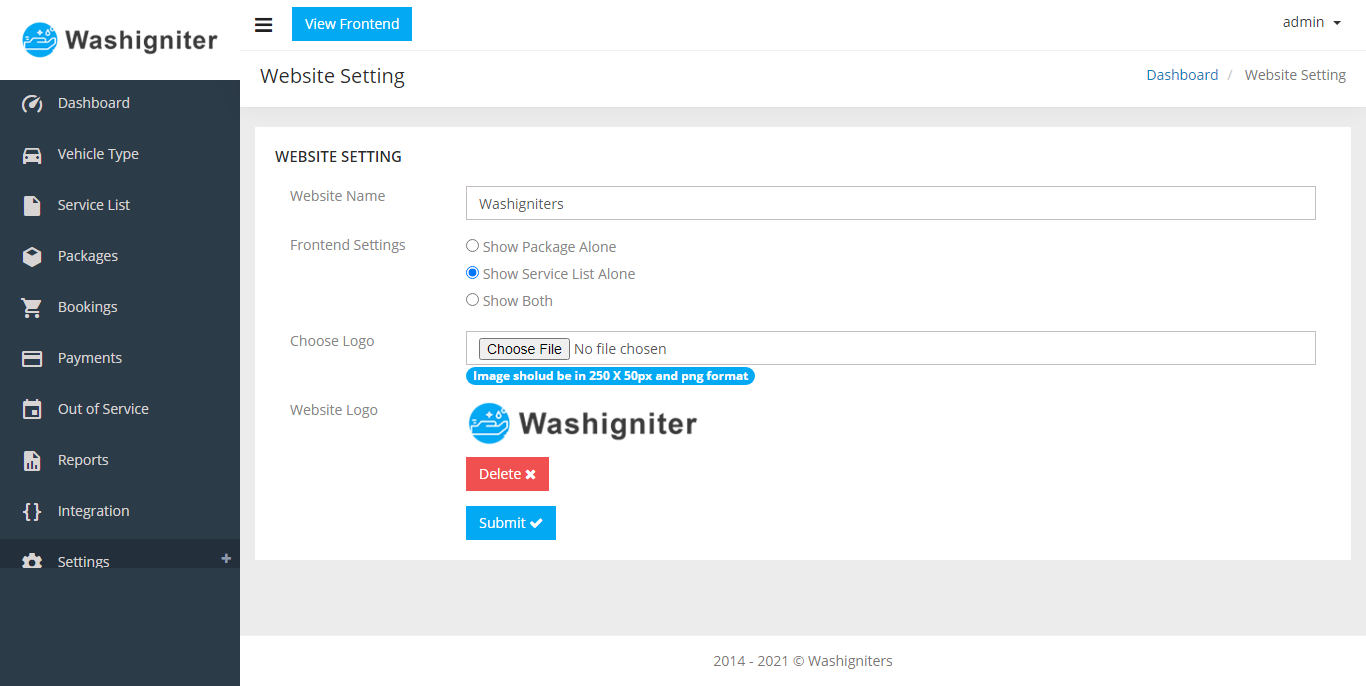 Washigniter
View Frontend
admin
Website Setting
Dashboard / Website Setting
Dashboard
Vehicle Type
Service List
Packages
Bookings
Payments
Out of Service
Reports
Integration
Settings +
WEBSITE SETTING
Website Name
Washigniters
Frontend Settings
Show Package Alone
Show Service List Alone
Show Both
Choose Logo
Choose File No file chosen
Image sholud be in 250 X 50px and png format
Website Logo
Washigniter
Delete
Submit
2014 - 2021 © Washigniters